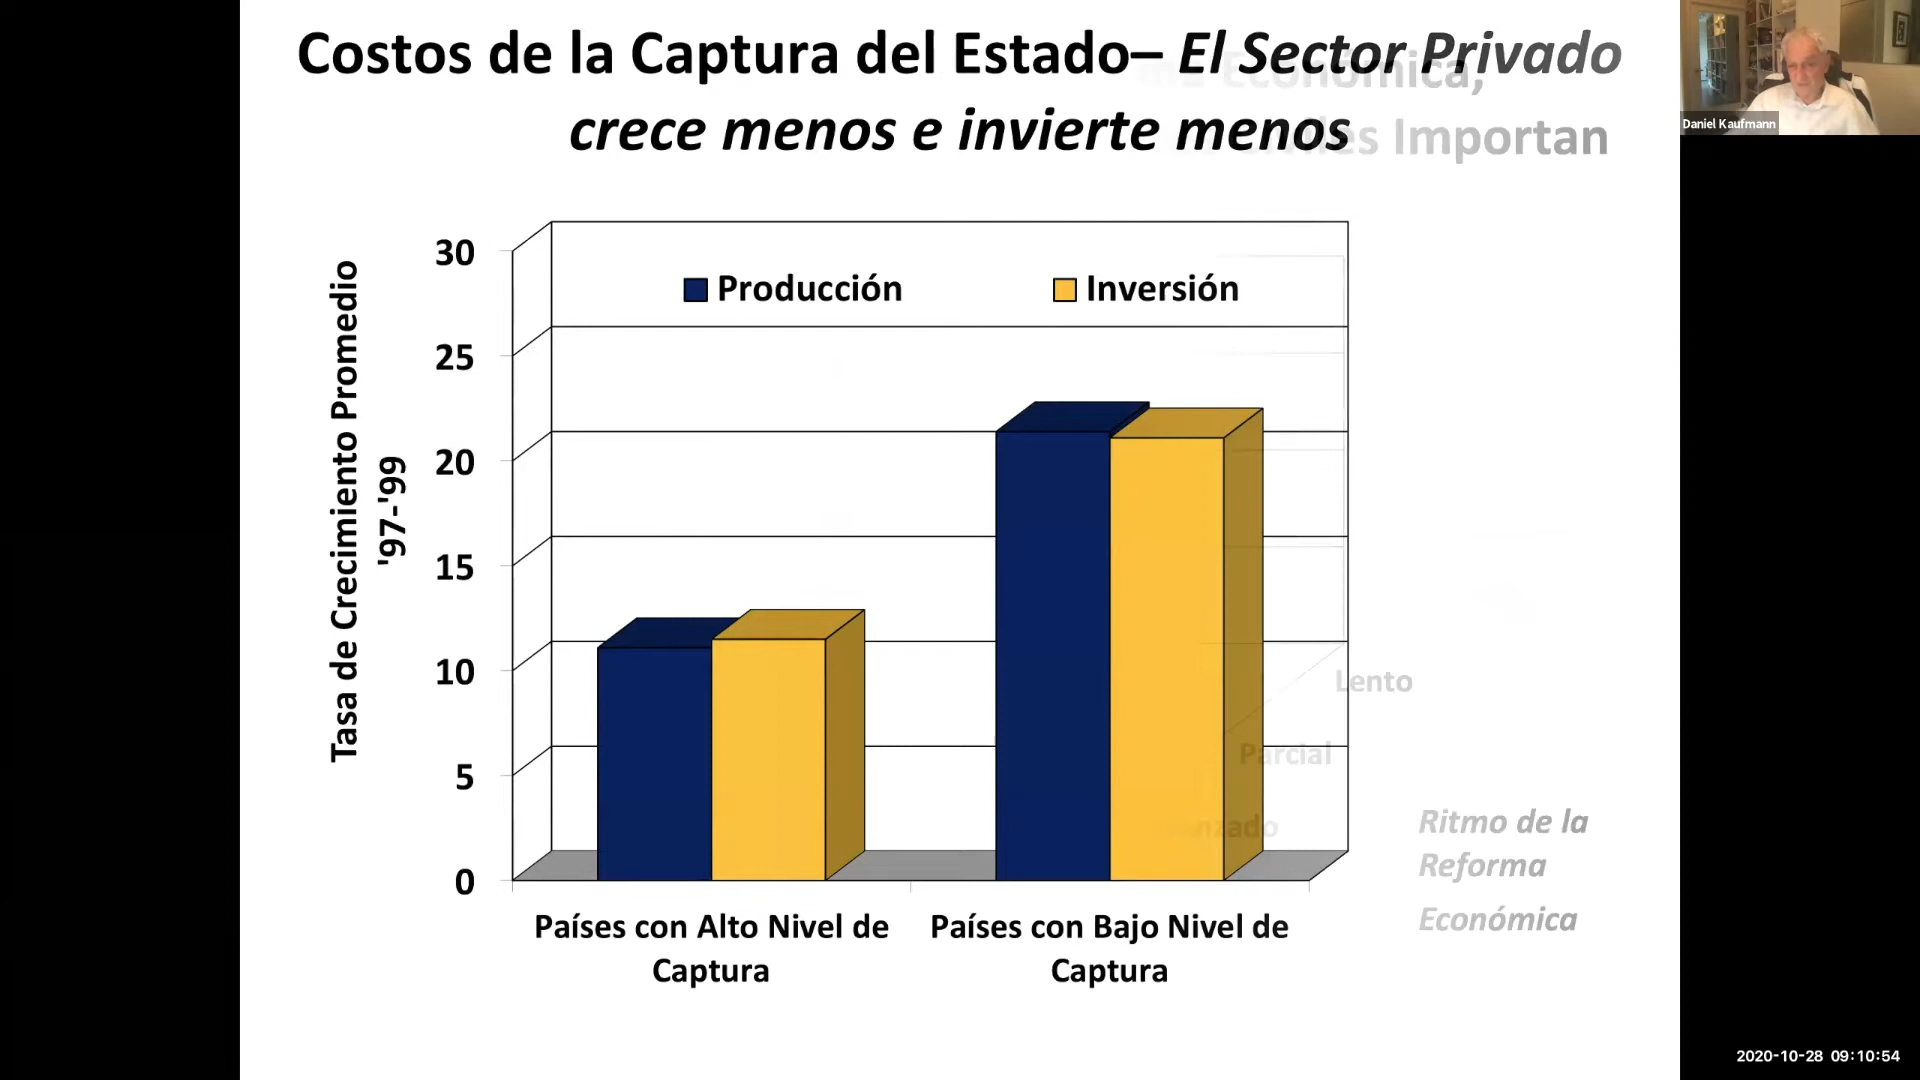 Costos de la Captura del Estado– El Sector Privado
crece menos e invierte menos
Económica,
Importan
Daniel Kaufmann
Tasa de Crecimiento Promedio
'97-'99
30
25
20
15
10
5
0
Producción
Inversión
Países con Alto Nivel de
Captura
Países con Bajo Nivel de
Captura
Lento
Parcial
Ritmo de la
Reforma
Económica
2020-10-28 09:10:54